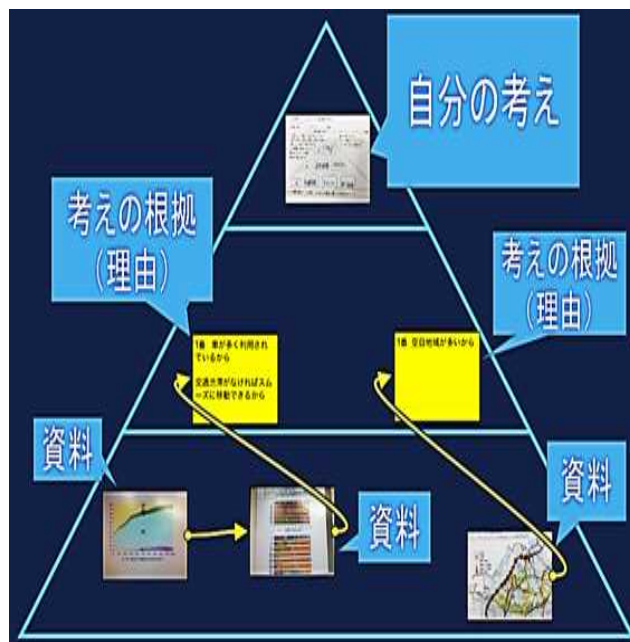 自分の考え
考えの根拠
(理由)
考えの根拠
(理由)
1番 車が多く利用され
ているから
交通渋滞がなければスム
ーズに移動できるから
1番 空白地域が多いから
資料
資料
資料